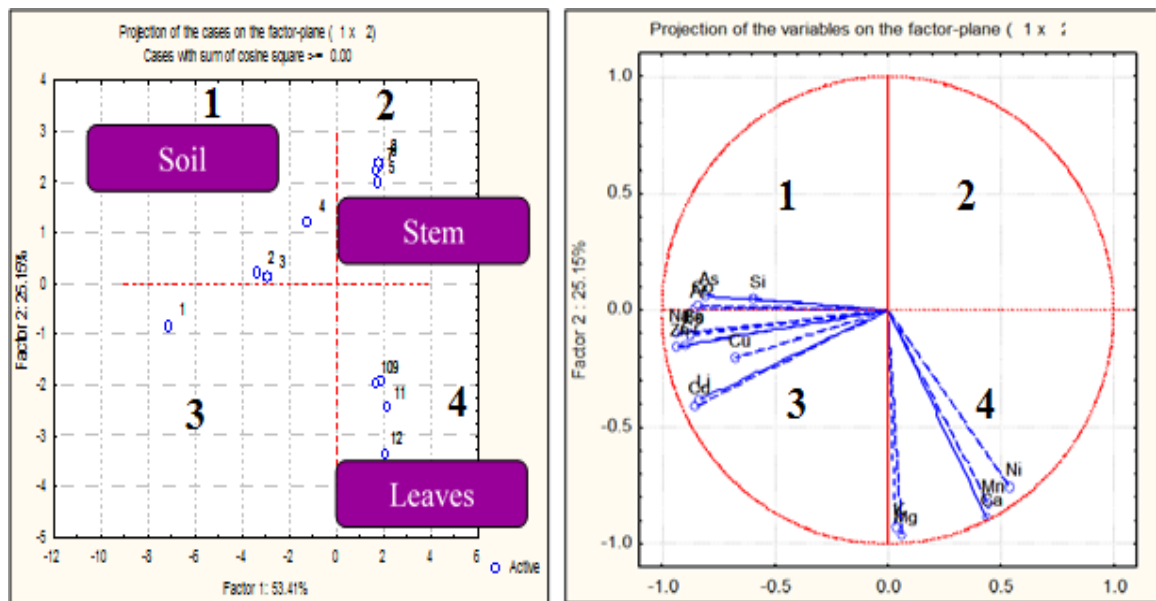 Projection of the cases on the factor-plane ( 1 x 2)
Cases with sum of cosine square >= 0.00
4
3
2
1
0
-1
-2
-3
-4
-5
Factor 2: 25.15%
1
2
3
4
Soil
Stem
Leaves
8
5
4
2
3
1
109
11
12
-12
-10
-8
-6
-4
-2
0
2
4
6
Active
Factor 1: 53.41%
Projection of the variables on the factor-plane ( 1 x
1.0
0.5
0.0
-0.5
-1.0
Factor 2 : 25.15%
1
2
3
4
As
Si
Cu
Cd
Ni
Mn
Mg
-1.0
-0.5
0.0
0.5
1.0